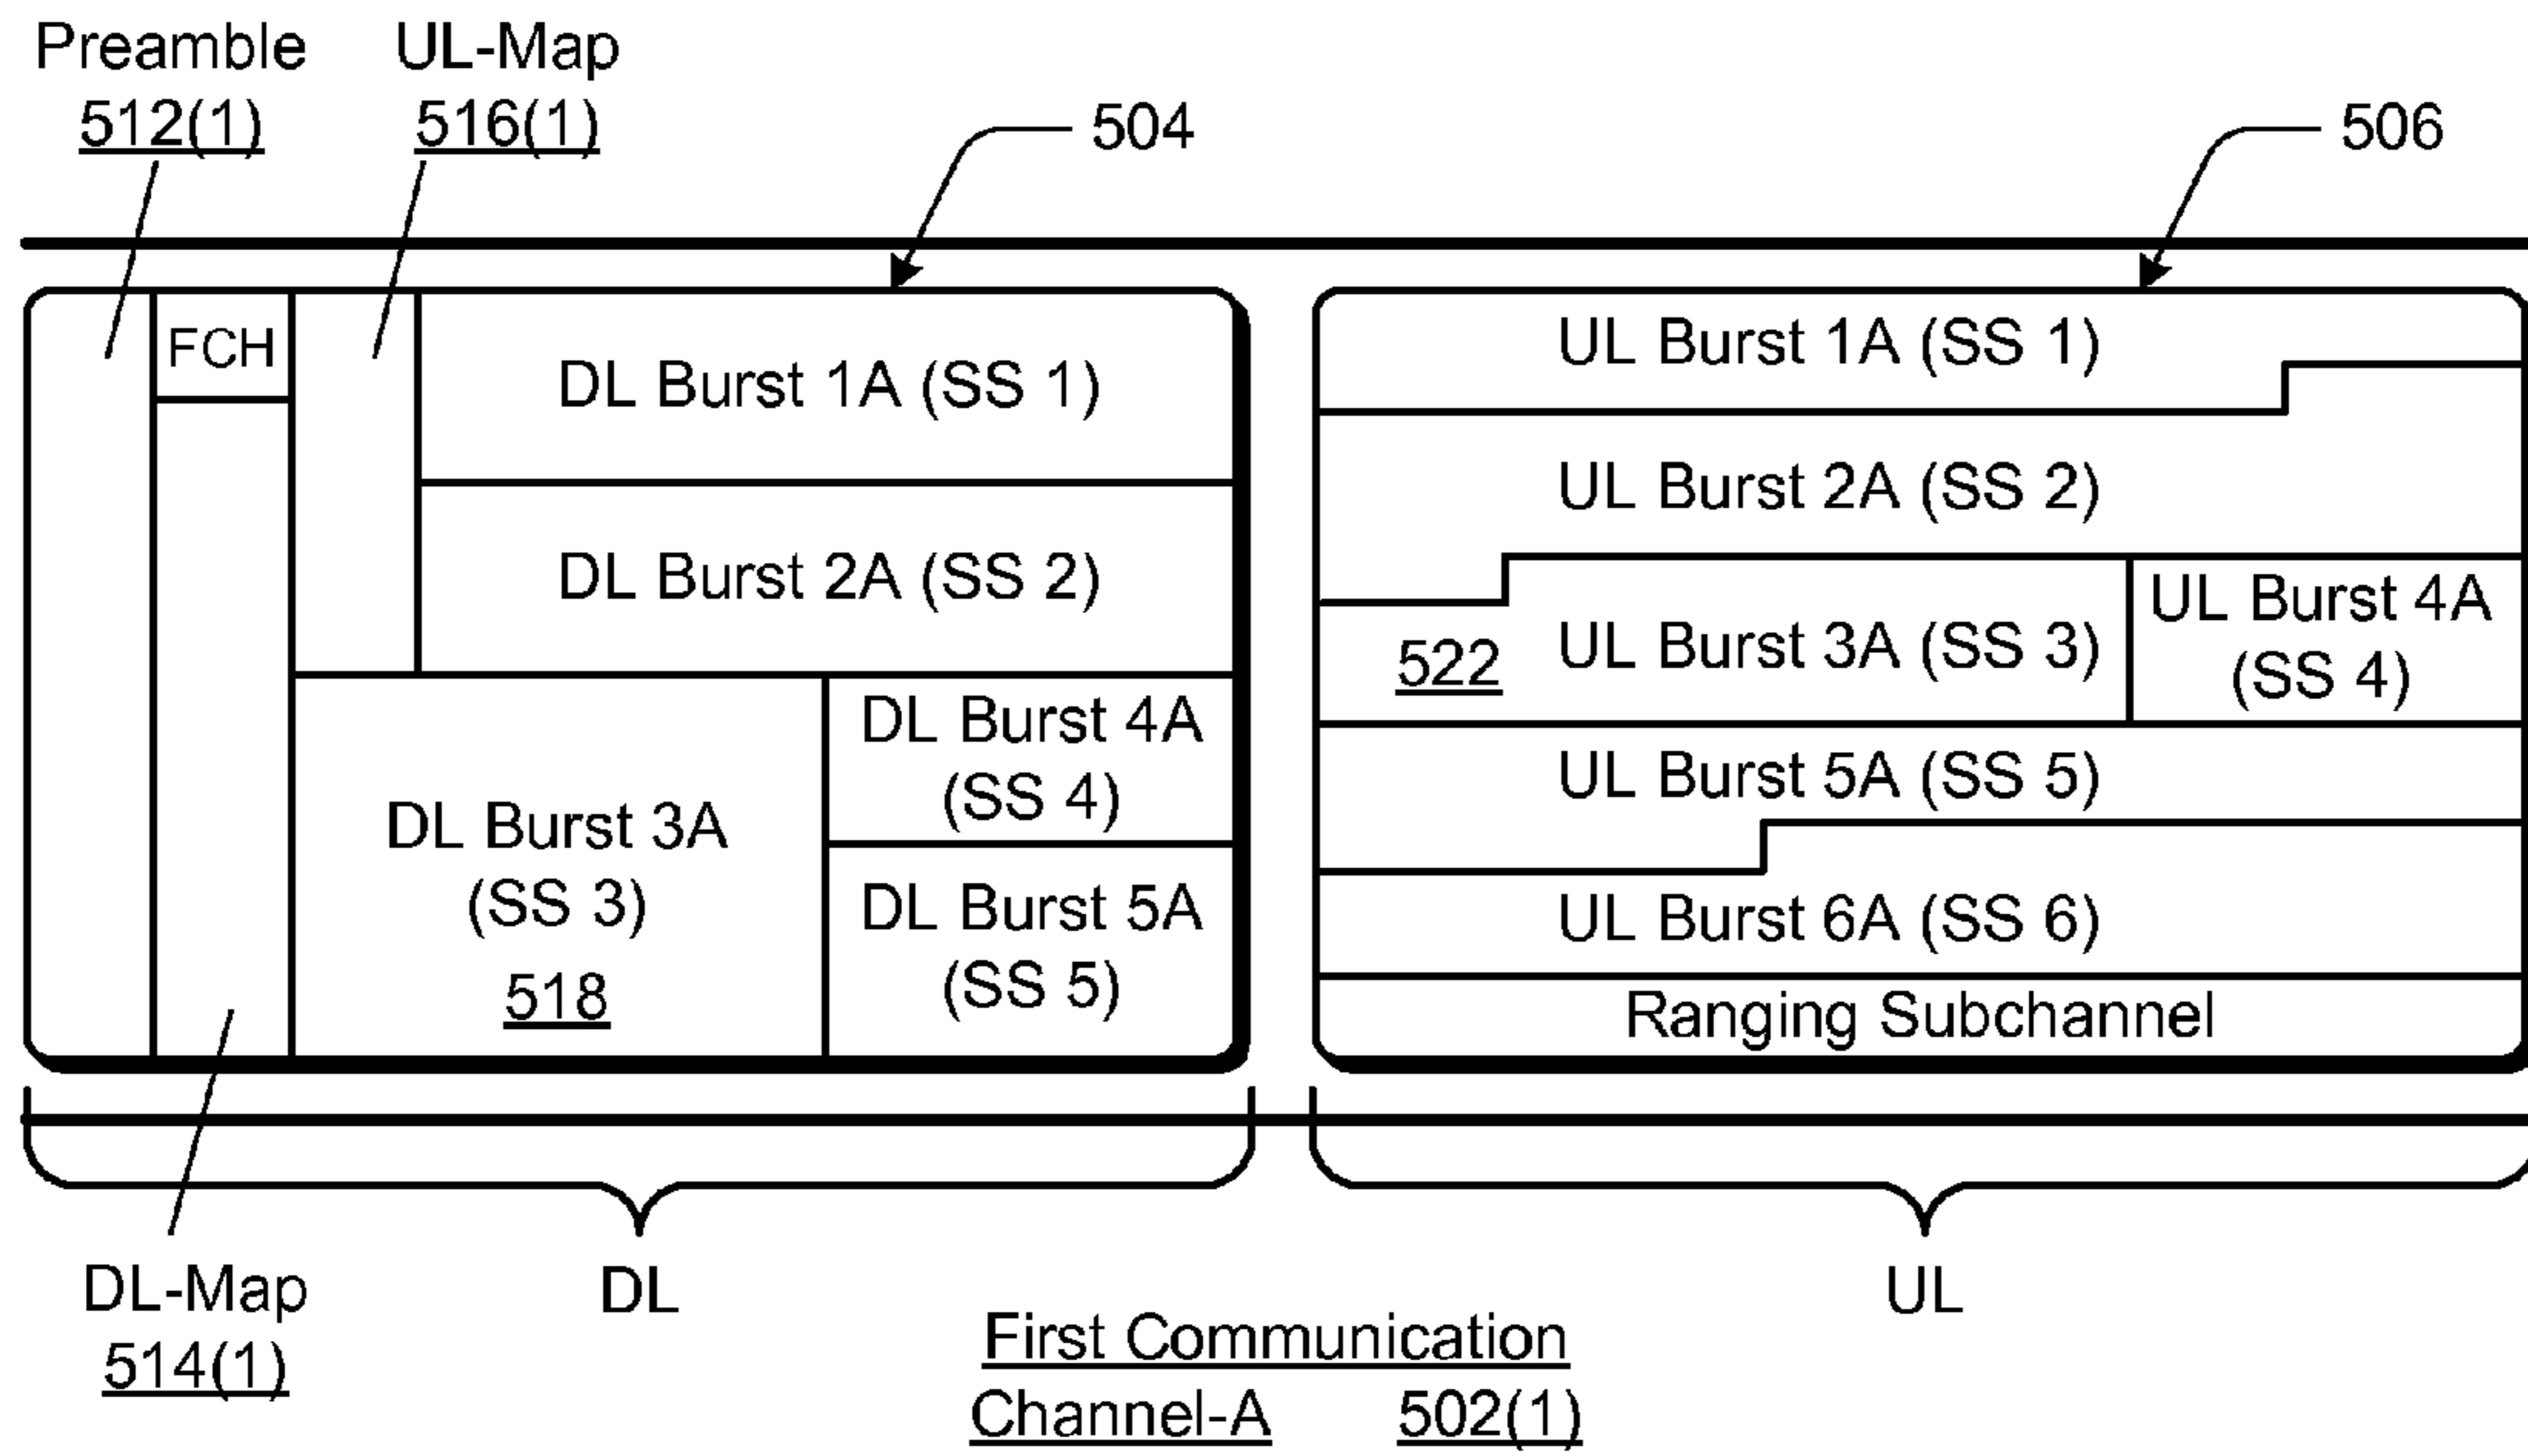 Preamble
512(1)
UL-Map
516(1)
504
506
FCH
DL Burst 1A (SS 1)
DL Burst 2A (SS 2)
DL Burst 3A
(SS 3)
518
DL Burst 4A
(SS 4)
DL Burst 5A
(SS 5)
UL Burst 1A (SS 1)
UL Burst 2A (SS 2)
522
UL Burst 3A (SS 3)
UL Burst 4A
(SS 4)
UL Burst 5A (SS 5)
UL Burst 6A (SS 6)
Ranging Subchannel
DL-Map
514(1)
DL
UL
First Communication
Channel-A 502(1)